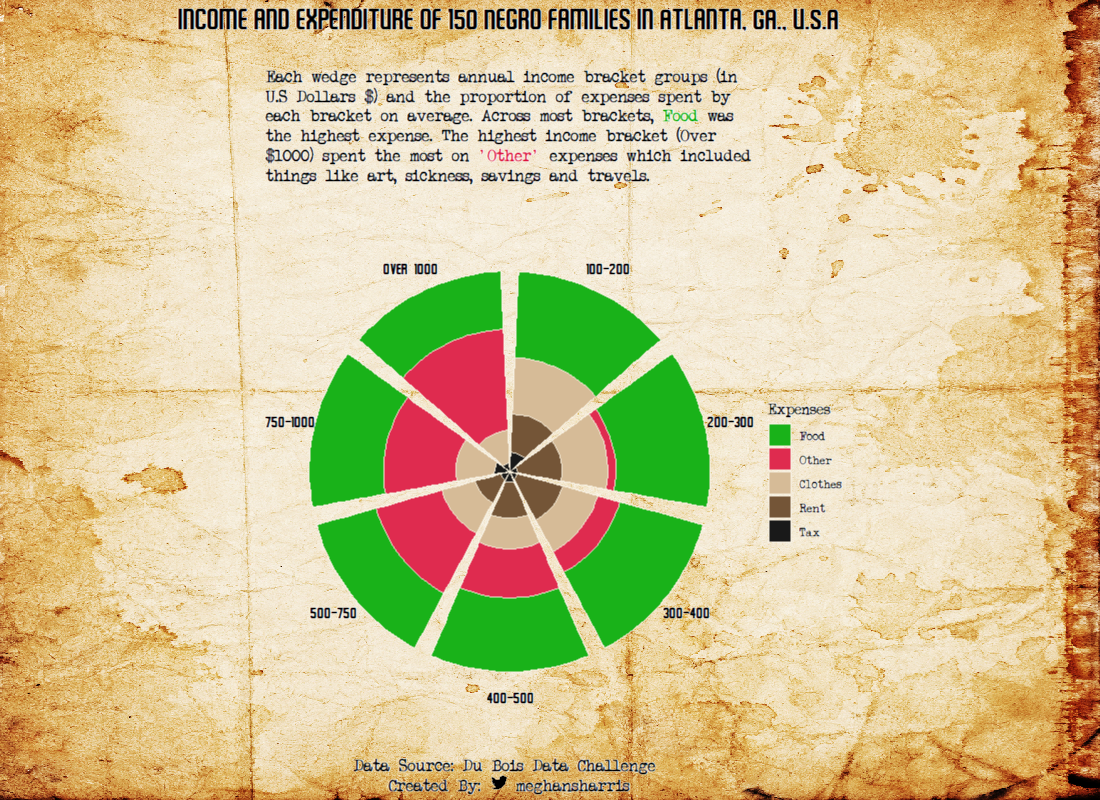 INCOME AND EXPENDITURE OF 150 NEGRO FAMILIES IN ATLANTA, GA., U.S.A
Each wedge represents annual income bracket groups (in
U.S Dollars $) and the proportion of expenses spent by
each bracket on average. Across most brackets, Food was
the highest expense. The highest income bracket (Over
$1000) spent the most on 'Other' expenses which included
things like art, sickness, savings and travels.
OVER 1000
100-200
750-1000
200-300
500-750
300-400
400-500
Expenses
Food
Other
Clothes
Rent
Tax
Data Source: Du Bois Data Challenge
Created By: meghansharris